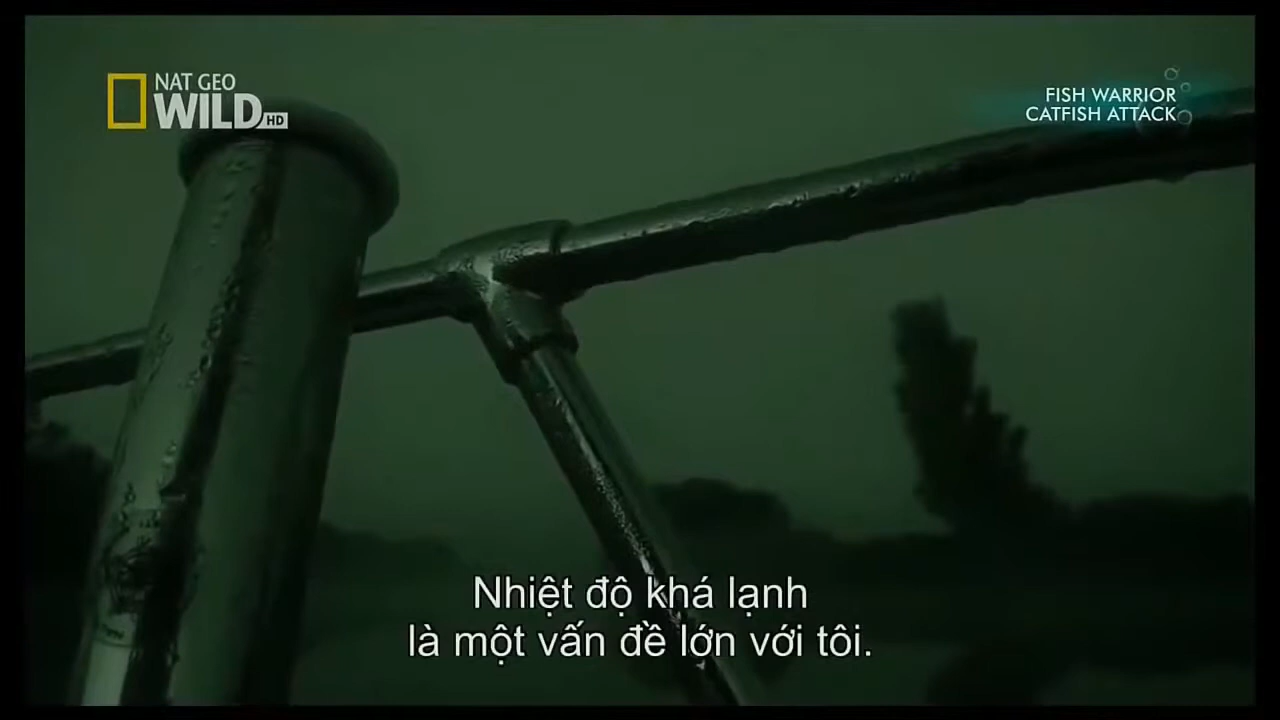 NAT GEO
WILD HD
FISH WARRIOR
CATFISH ATTACK
Nhiệt độ khá lạnh
là một vấn đề lớn với tôi.